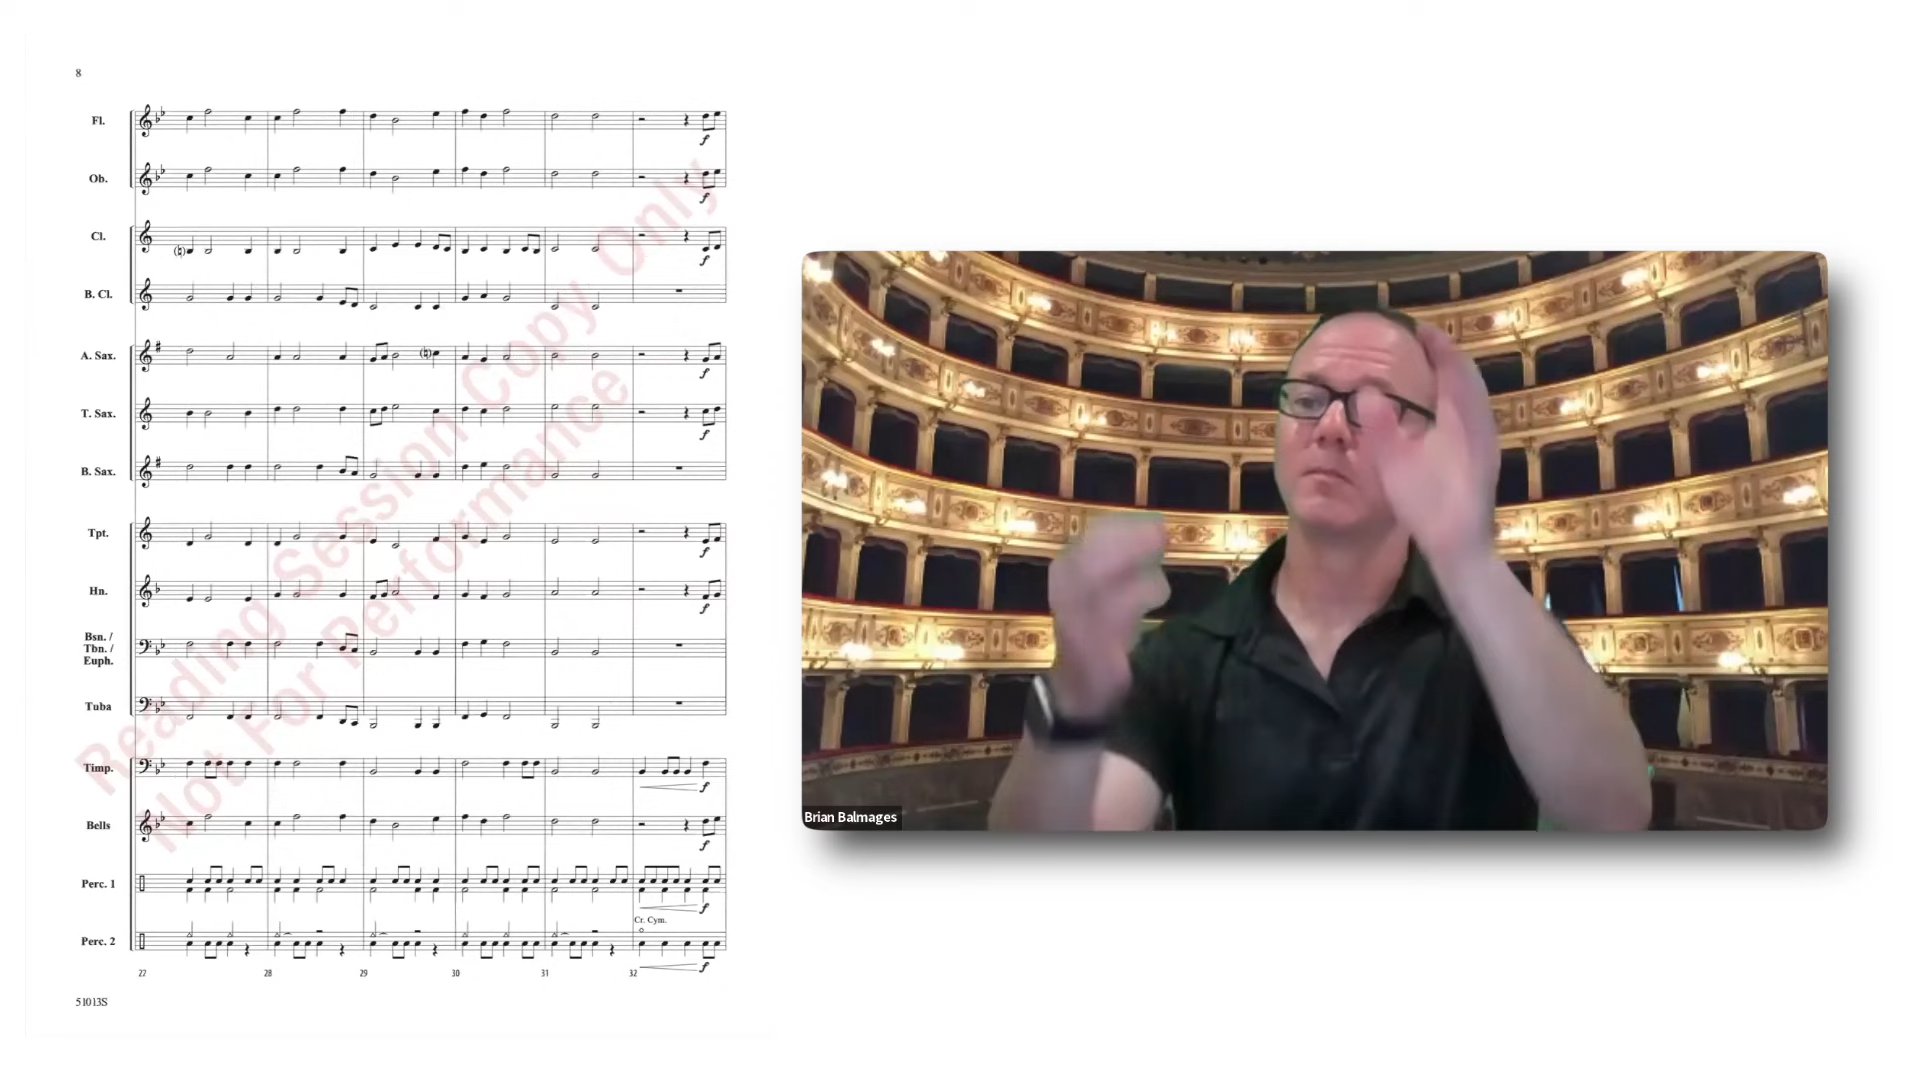 8
Fl.
Ob.
Cl.
B. Cl.
A. Sax.
T. Sax.
B. Sax.
Tpt.
Hn.
Bsn. /
Tbn. /
Euph.
Tuba
Timp.
Bells
Perc. 1
Perc. 2
f
f
f
f
f
f
f
f
f
f
Cr. Cym.
f
27 28 29 30 31 32
51013S
Reading Session Copy Only
Not For Performance
Brian Balmages